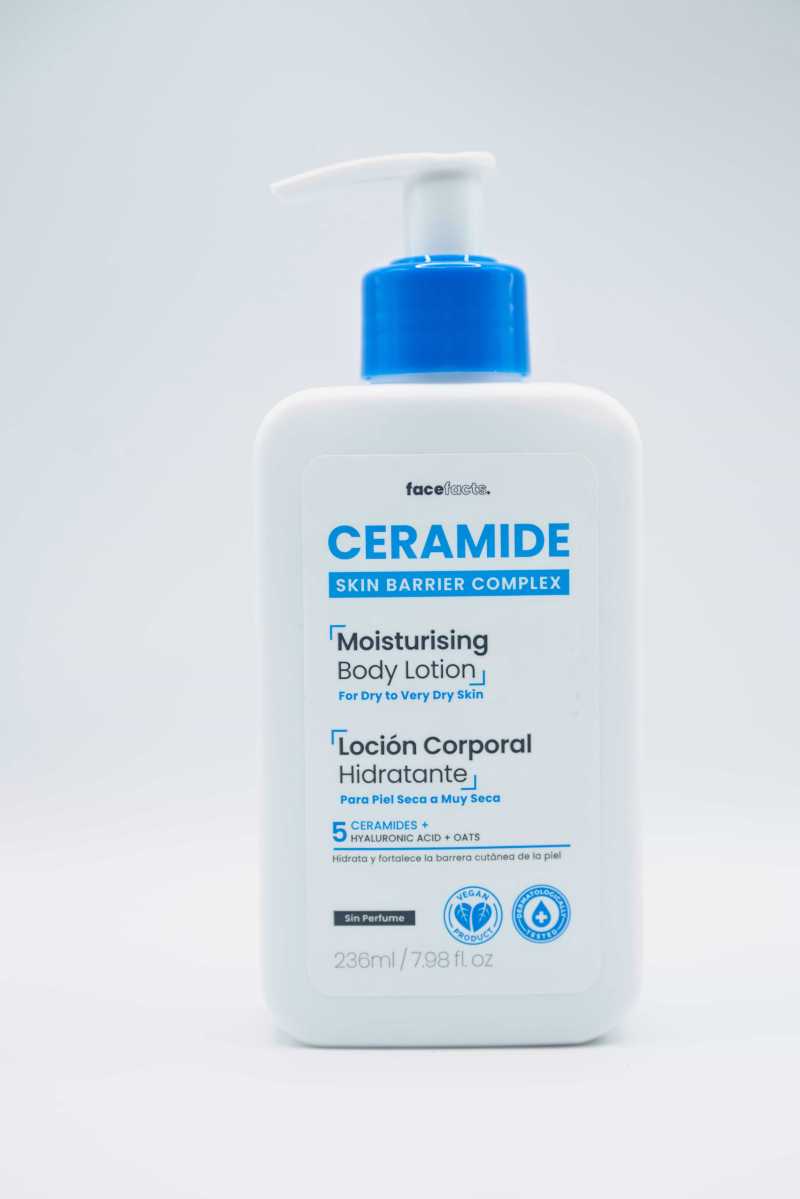 facefacts.
CERAMIDE
SKIN BARRIER COMPLEX
Moisturising
Body Lotion
For Dry to Very Dry Skin
Loción Corporal
Hidratante
Para Piel Seca a Muy Seca
5 CERAMIDES +
HYALURONIC ACID + OATS
Hidrata y fortalece la barrera cutánea de la piel
Sin Perfume
VEGAN
PRODUCT
DERMATOLOGICALLY
TESTED
236ml / 7.98 fl. oz